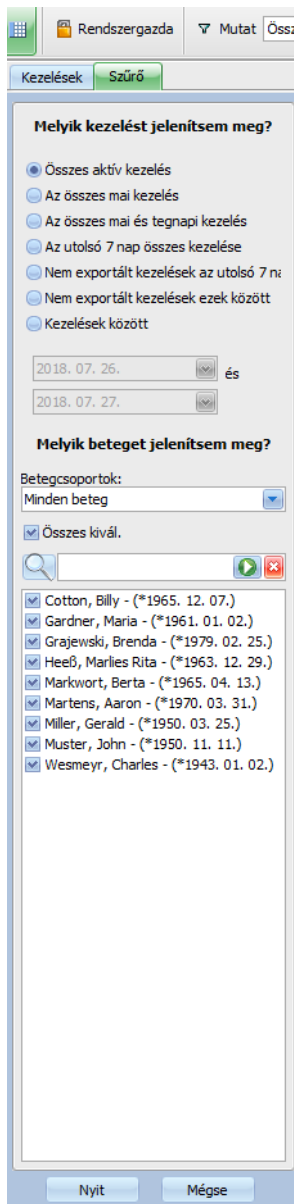 Rendszergazda Mutat Össz
Kezelések Szűrő
Melyik kezelést jelenítsem meg?
Összes aktív kezelés
Az összes mai kezelés
Az összes mai és tegnapi kezelés
Az utolsó 7 nap összes kezelése
Nem exportált kezelések az utolsó 7 na
Nem exportált kezelések ezek között
Kezelések között
2018. 07. 26. és
2018. 07. 27.
Melyik beteget jelenítsem meg?
Betegcsoportok:
Minden beteg
Összes kivál.
Cotton, Billy - (*1965. 12. 07.)
Gardner, Maria - (*1961. 01. 02.)
Grajewski, Brenda - (*1979. 02. 25.)
Heeß, Marlies Rita - (*1963. 12. 29.)
Markwort, Berta - (*1965. 04. 13.)
Martens, Aaron - (*1970. 03. 31.)
Miller, Gerald - (*1950. 03. 25.)
Muster, John - (*1950. 11. 11.)
Wesmeyr, Charles - (*1943. 01. 02.)
Nyit Mégse